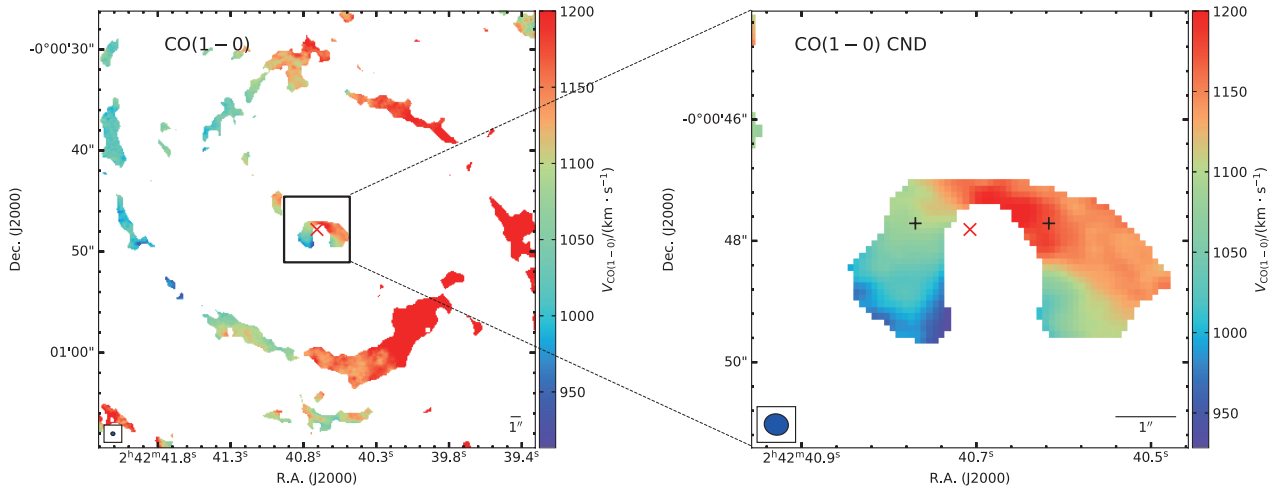 CO(1−0)
-0°00'30"
40"
50"
01'00"
Dec. (J2000)
2ʰ42ᵐ41.8ˢ
41.3ˢ
40.8ˢ
40.3ˢ
39.8ˢ
39.4ˢ
R.A. (J2000)
1"
1200
1150
1100
1050
1000
950
V_CO(1−0)/(km · s⁻¹)
CO(1−0) CND
-0°00'46"
48"
50"
Dec. (J2000)
2ʰ42ᵐ40.9ˢ
40.7ˢ
40.5ˢ
R.A. (J2000)
1"
1200
1150
1100
1050
1000
950
V_CO(1−0)/(km · s⁻¹)